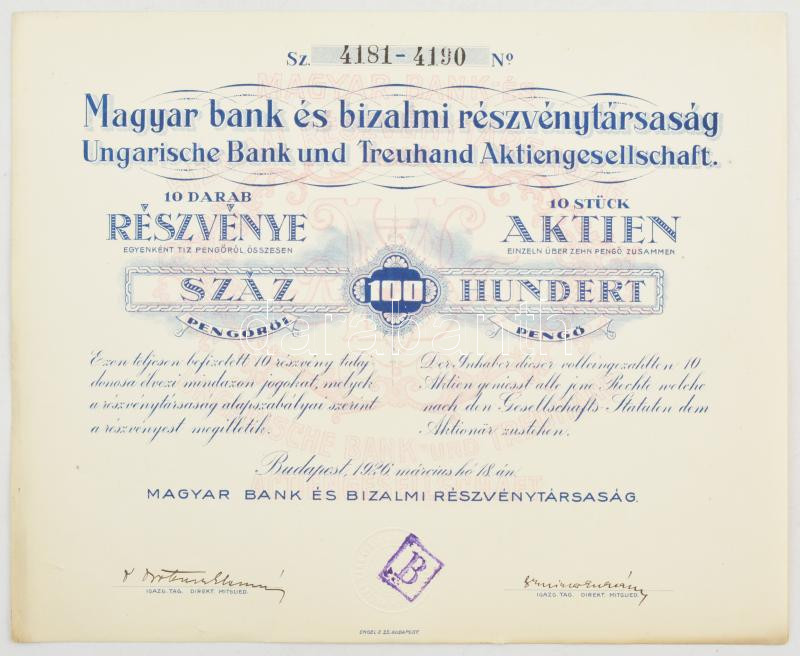 Sz. 4181-4190 Nº
Magyar bank és bizalmi részvénytársaság
Ungarische Bank und Treuhand Aktiengesellschaft.
10 DARAB
RÉSZVÉNYE
EGYENKÉNT TIZ PENGŐRŐL ÖSSZESEN
10 STÜCK
AKTIEN
EINZELN ÜBER ZEHN PENGŐ ZUSAMMEN
SZÁZ 100 HUNDERT
PENGŐRŐL
PENGŐ
Ezen teljesen befizetett 10 részvény tulaj
donosa élvezi mindazon jogokat, melyek
a részvénytársaság alapszabályai szerint
a részvényest megilletik.
Der Inhaber dieser volleingezahlten 10
Aktien geniesst alle jene Rechte welche
nach den Gesellschafts-Statuten dem
Aktionär zustehen.
Budapest, 1926 március hó 18.án.
MAGYAR BANK ÉS BIZALMI RÉSZVÉNYTÁRSASÁG.
B
IGAZG. TAG. DIREKT. MITGLIED.
IGAZG. TAG. DIREKT. MITGLIED.
darabanth